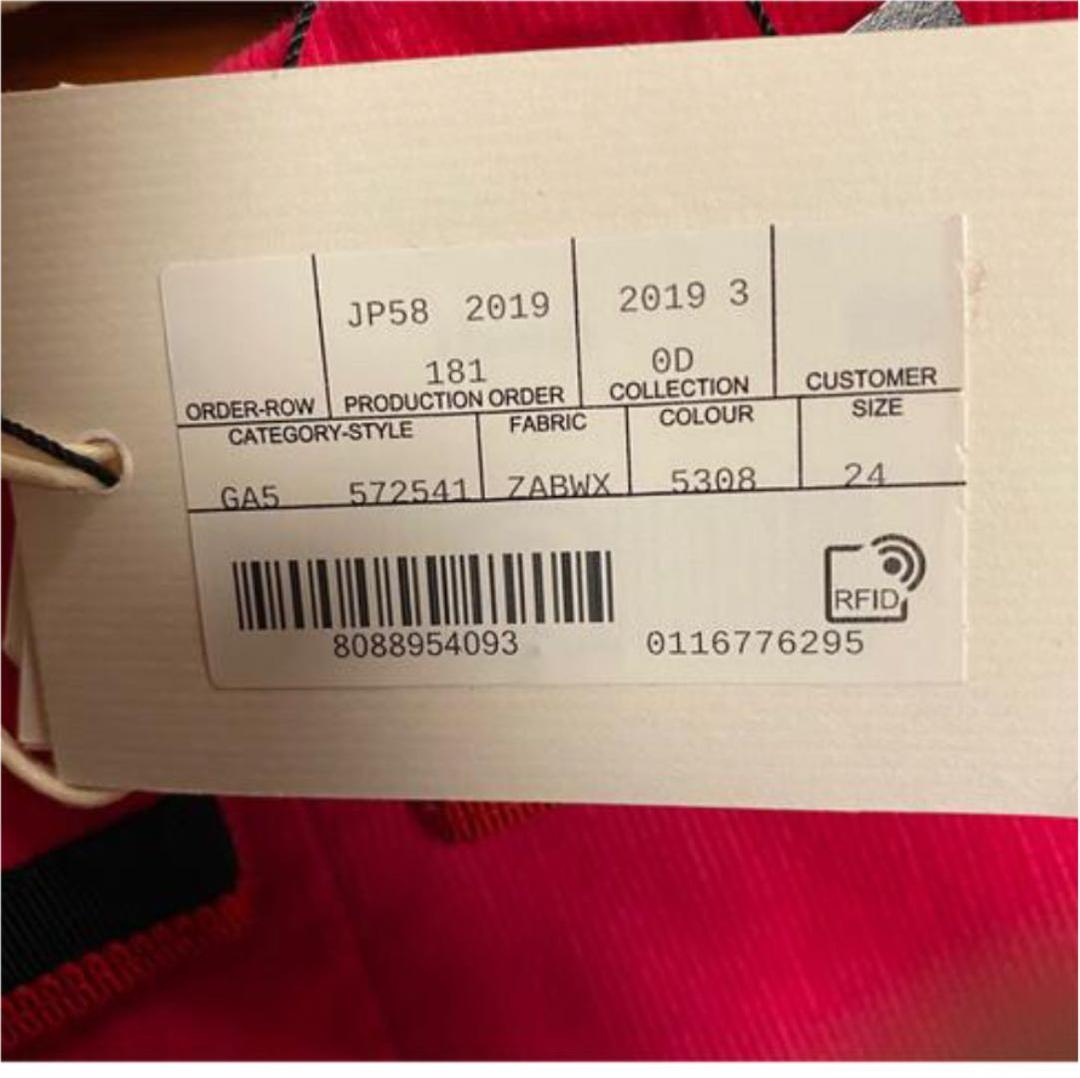 JP58 2019
181
2019 3
0D
ORDER-ROW
PRODUCTION ORDER
COLLECTION
CUSTOMER
CATEGORY-STYLE
FABRIC
COLOUR
SIZE
GA5 572541
ZABWX
5308
24
RFID
8088954093
0116776295